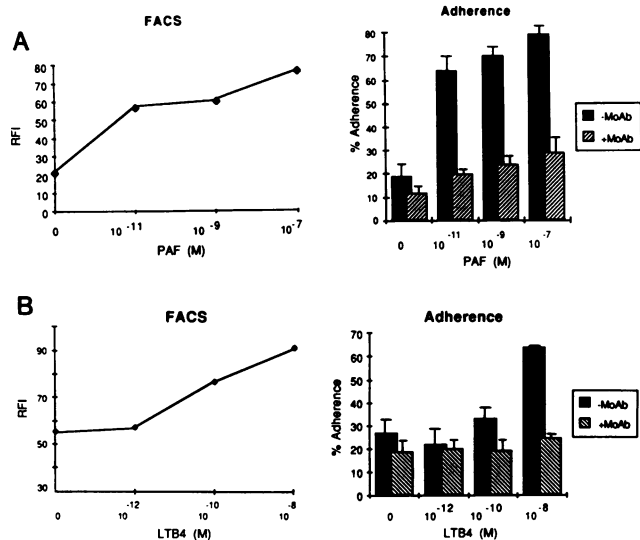 A
FACS
Adherence
RFI
80
70
60
50
40
30
20
10
0
0
10 -11
10 -9
10 -7
PAF (M)
% Adherence
80
70
60
50
40
30
20
10
0
0
10 -11
10 -9
10 -7
PAF (M)
-MoAb
+MoAb
B
FACS
Adherence
RFI
90
70
50
30
0
10 -12
10 -10
10 -8
LTB4 (M)
% Adherence
70
60
50
40
30
20
10
0
0
10 -12
10 -10
10 -8
LTB4 (M)
-MoAb
+MoAb